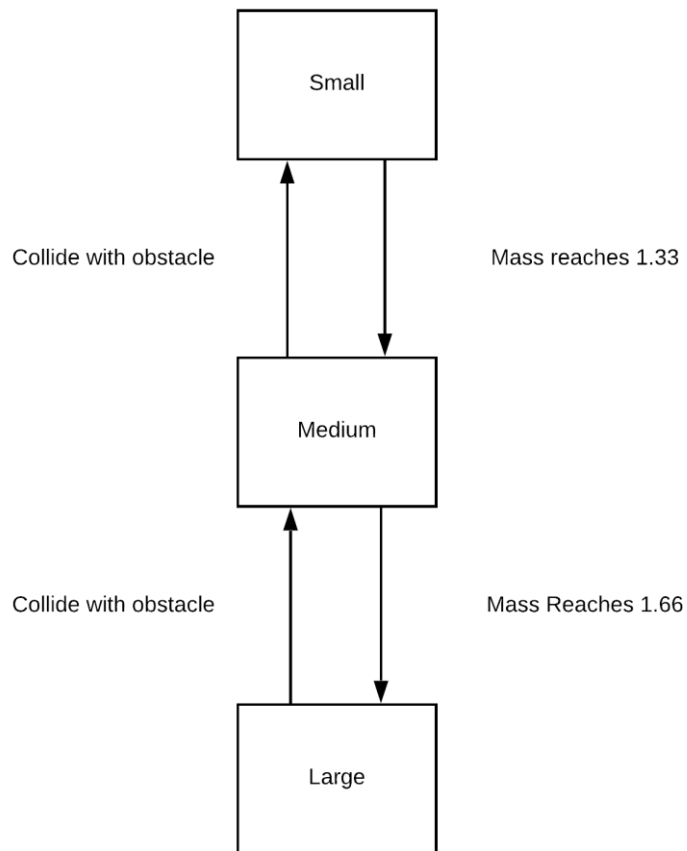 Small
Collide with obstacle
Mass reaches 1.33
Medium
Collide with obstacle
Mass Reaches 1.66
Large